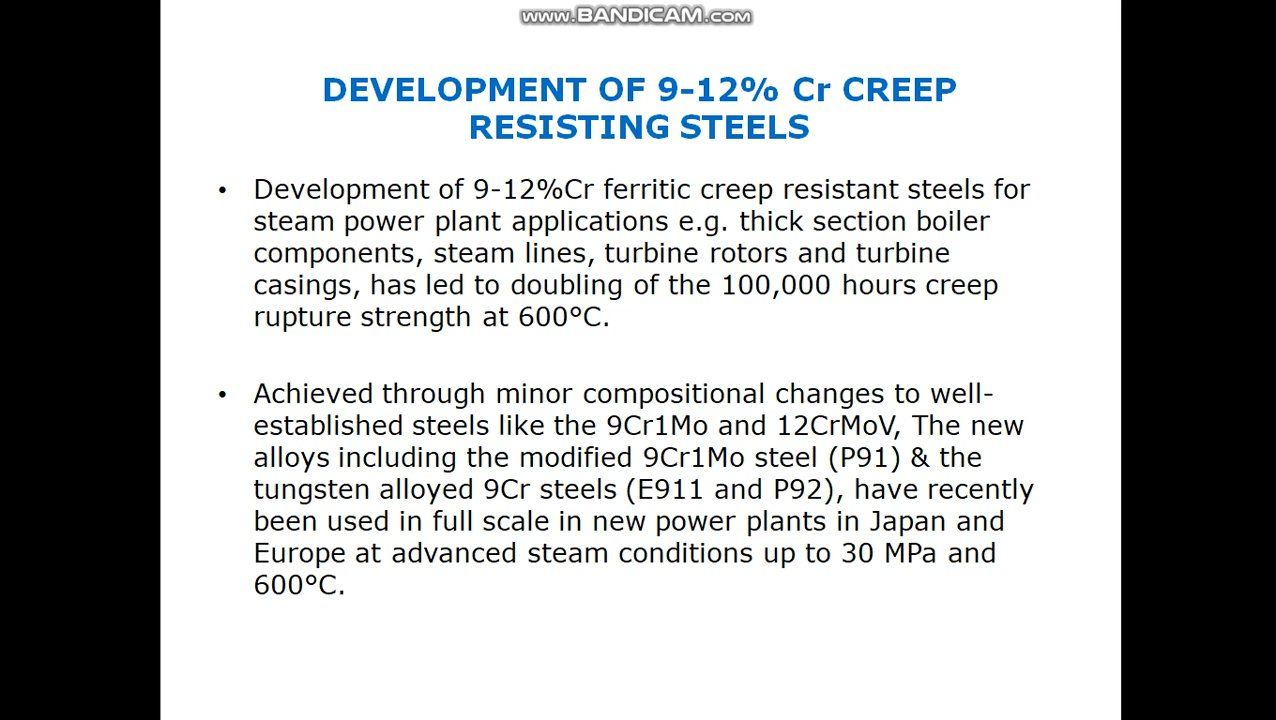 www.BANDICAM.com
DEVELOPMENT OF 9-12% Cr CREEP
RESISTING STEELS
• Development of 9-12%Cr ferritic creep resistant steels for
steam power plant applications e.g. thick section boiler
components, steam lines, turbine rotors and turbine
casings, has led to doubling of the 100,000 hours creep
rupture strength at 600°C.
• Achieved through minor compositional changes to well-
established steels like the 9Cr1Mo and 12CrMoV, The new
alloys including the modified 9Cr1Mo steel (P91) & the
tungsten alloyed 9Cr steels (E911 and P92), have recently
been used in full scale in new power plants in Japan and
Europe at advanced steam conditions up to 30 MPa and
600°C.